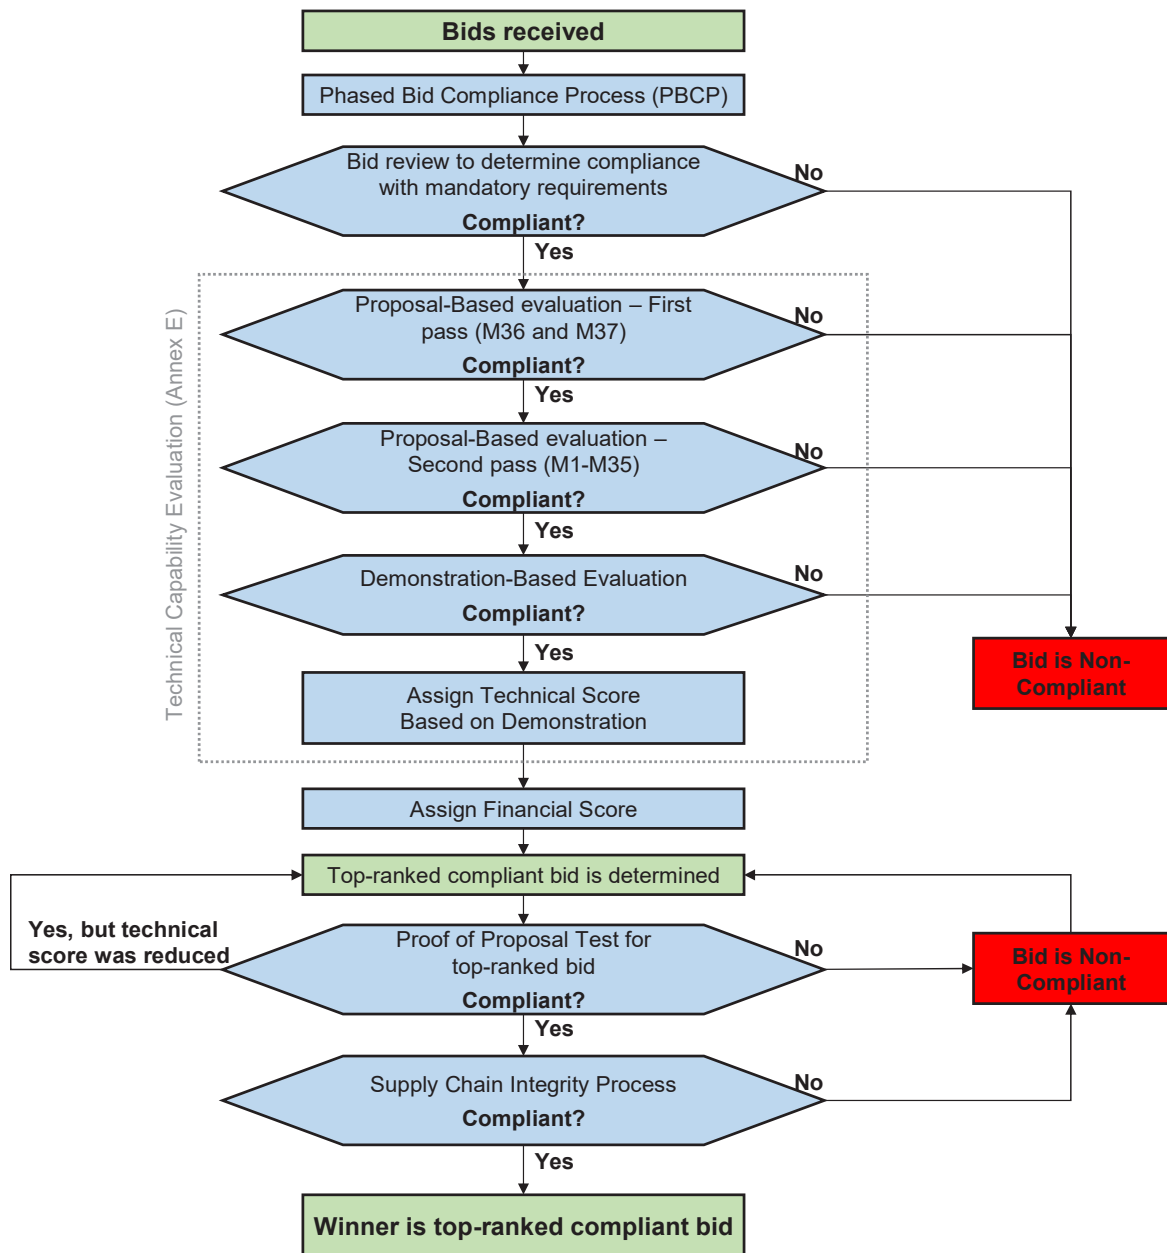 Bids received
Phased Bid Compliance Process (PBCP)
Bid review to determine compliance
with mandatory requirements
Compliant?
No
Yes
Technical Capability Evaluation (Annex E)
Proposal-Based evaluation – First
pass (M36 and M37)
Compliant?
No
Yes
Proposal-Based evaluation –
Second pass (M1-M35)
Compliant?
No
Yes
Demonstration-Based Evaluation
Compliant?
No
Yes
Bid is Non-
Compliant
Assign Technical Score
Based on Demonstration
Assign Financial Score
Top-ranked compliant bid is determined
Yes, but technical
score was reduced
Proof of Proposal Test for
top-ranked bid
Compliant?
No
Yes
Bid is Non-
Compliant
Supply Chain Integrity Process
Compliant?
No
Yes
Winner is top-ranked compliant bid